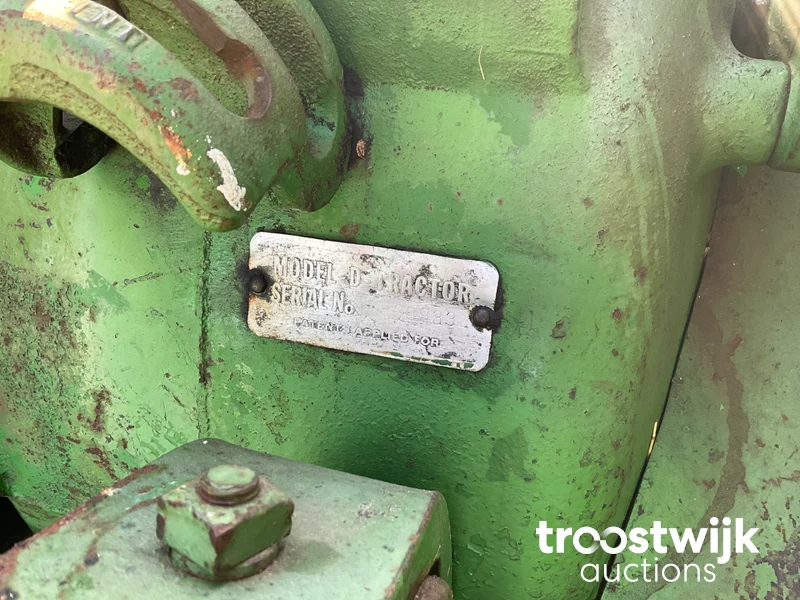 MODEL D TRACTOR
SERIAL No.
PATENTS APPLIED FOR
troostwijk
auctions